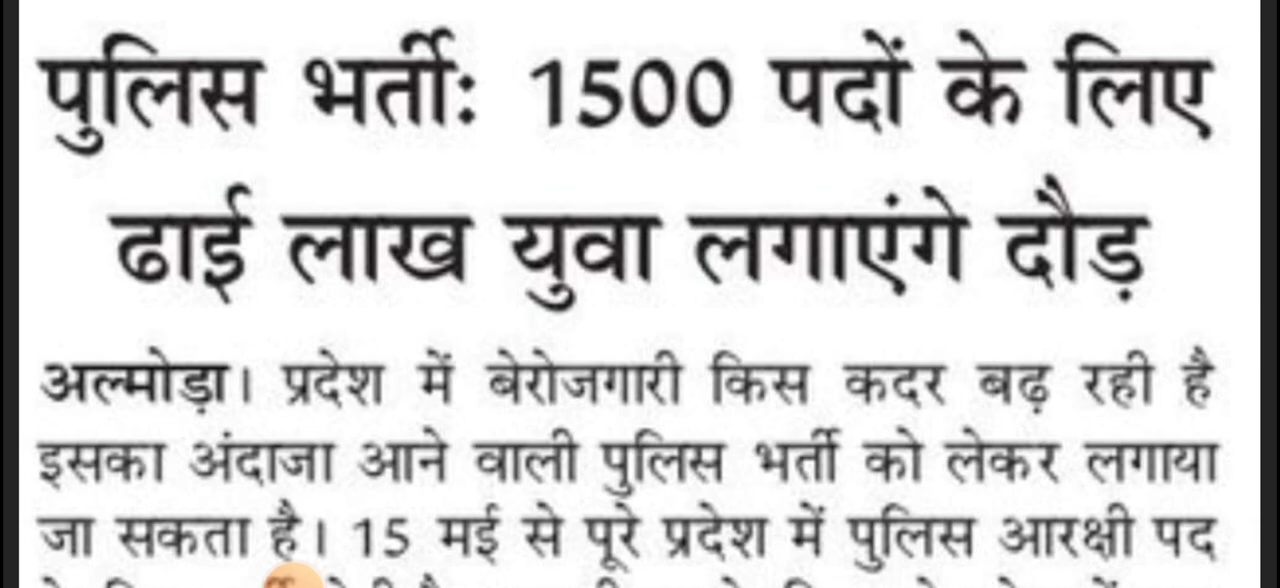 पुलिस भर्ती: 1500 पदों के लिए
ढाई लाख युवा लगाएंगे दौड़
अल्मोड़ा। प्रदेश में बेरोजगारी किस कदर बढ़ रही है
इसका अंदाजा आने वाली पुलिस भर्ती को लेकर लगाया
जा सकता है। 15 मई से पूरे प्रदेश में पुलिस आरक्षी पद